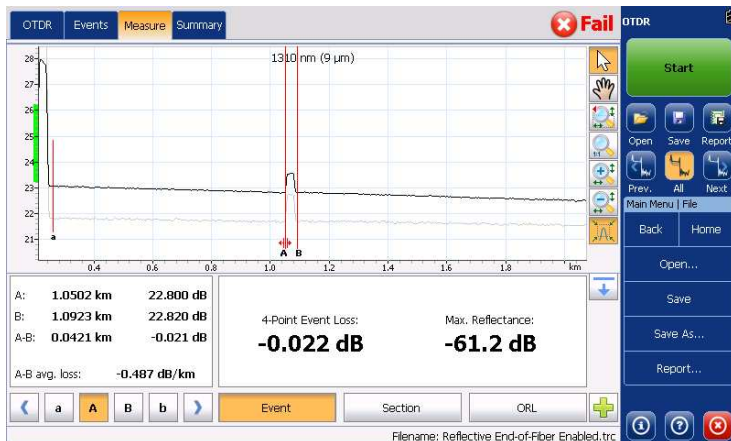 OTDR Events Measure Summary Fail
1310 nm (9 µm)
28
27
26
25
24
23
22
21
0.4 0.6 0.8 1.0 1.2 1.4 1.6 1.8 km
a A B
A: 1.0502 km 22.800 dB
B: 1.0923 km 22.820 dB
A-B: 0.0421 km -0.021 dB
A-B avg. loss: -0.487 dB/km
4-Point Event Loss: Max. Reflectance:
-0.022 dB -61.2 dB
a A B b Event Section ORL
Filename: Reflective End-of-Fiber Enabled.trc
OTDR
Start
Open Save Report
Prev. All Next
Main Menu | File
Back Home
Open...
Save
Save As...
Report...